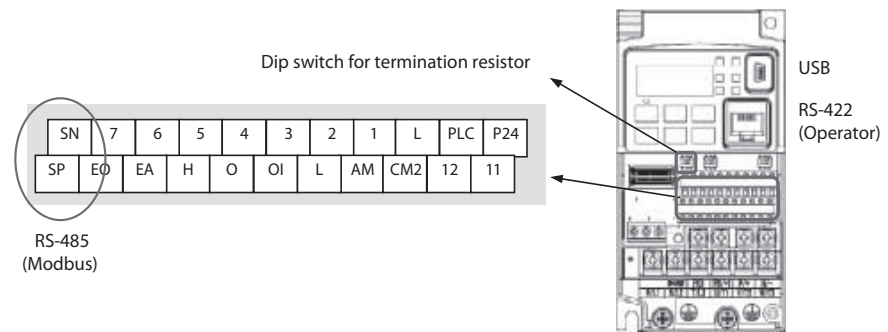 Dip switch for termination resistor
USB
RS-422
(Operator)
SN 7 6 5 4 3 2 1 L PLC P24
SP EO EA H O OI L AM CM2 12 11
RS-485
(Modbus)